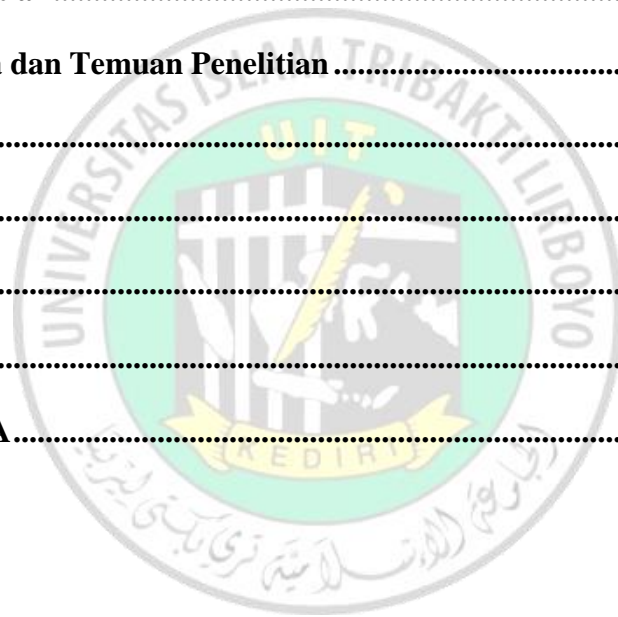 n dan Temuan Penelitian ........................................
........................................
........................................
........................................
........................................
A ........................................
UNIVERSITAS ISLAM TRIBAKTI LIRBOYO
UIT
KEDIRI